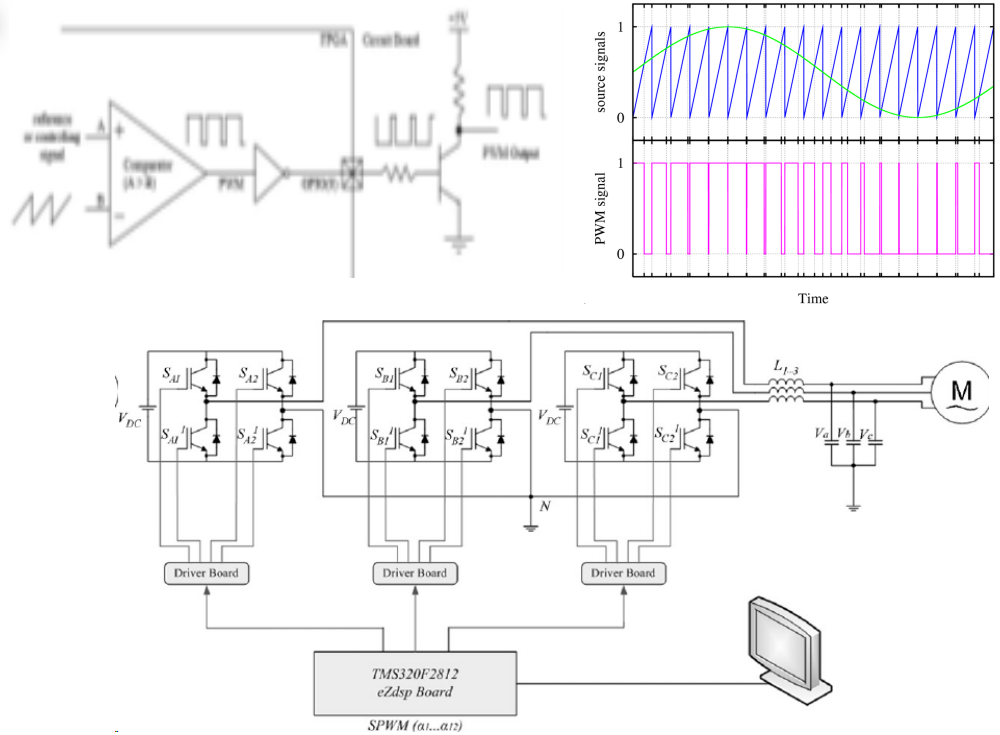 +5V
FPGA
Circuit Board
reference
or controlling
signal
A
+
Comparator
(A > B)
B
−
PWM
PWM Output
source signals
1
0
PWM signal
1
0
Time
S_A1
S_A2
S_B1
S_B2
S_C1
S_C2
L_1-3
M
V_DC
V_DC
V_DC
S_A1^1
S_A2^1
S_B1^1
S_B2^1
S_C1^1
S_C2^1
V_a
V_b
V_c
N
Driver Board
Driver Board
Driver Board
TMS320F2812
eZdsp Board
SPWM (α1...α12)